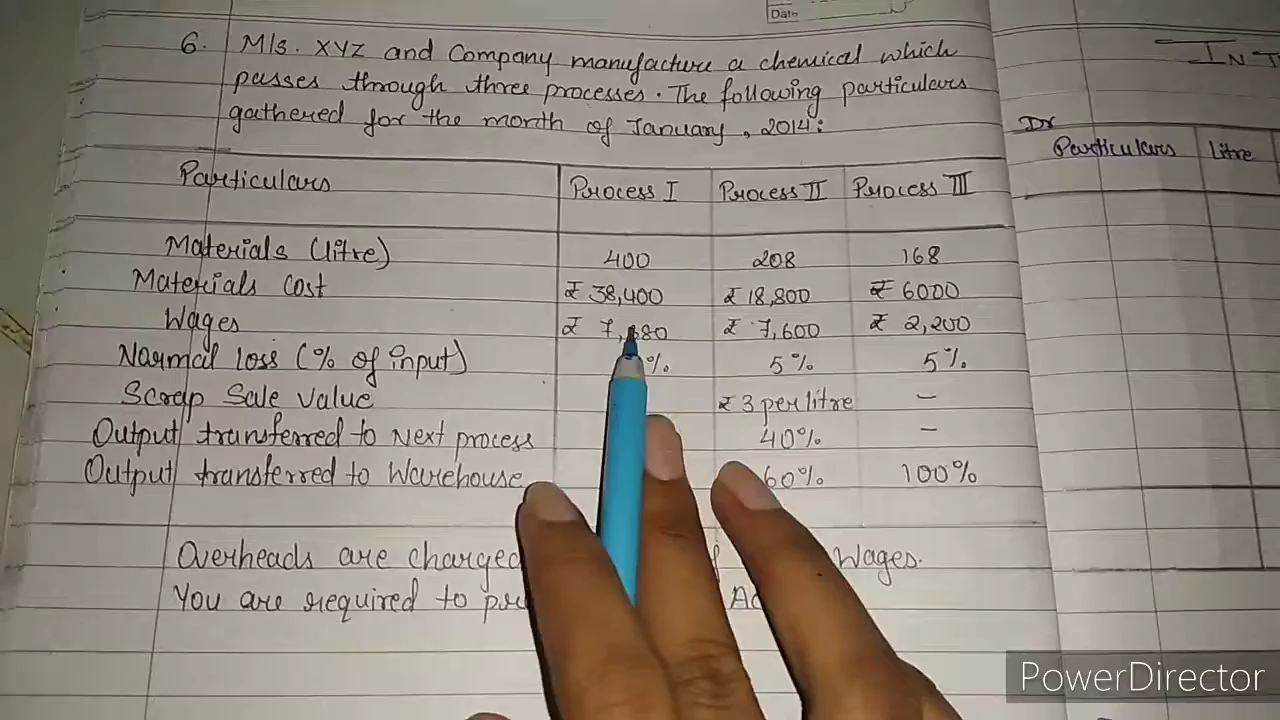 Date
6. M/s. XYZ and Company manufacture a chemical which
passes through three processes. The following particulars
gathered for the month of January, 2014:
Particulars Process I Process II Process III
Materials (litre) 400 208 168
Materials Cost ₹ 38,400 ₹ 18,800 ₹ 6000
Wages ₹ ₹ 7,600 ₹ 2,200
Normal loss (% of input) %. 5% 5%
Scrap Sale Value ₹ 3 per litre -
Output transferred to Next process 40% -
Output transferred to Warehouse 60% 100%
Overheads are charged Wages.
You are required to
Dr
Particulars Litre
PowerDirector